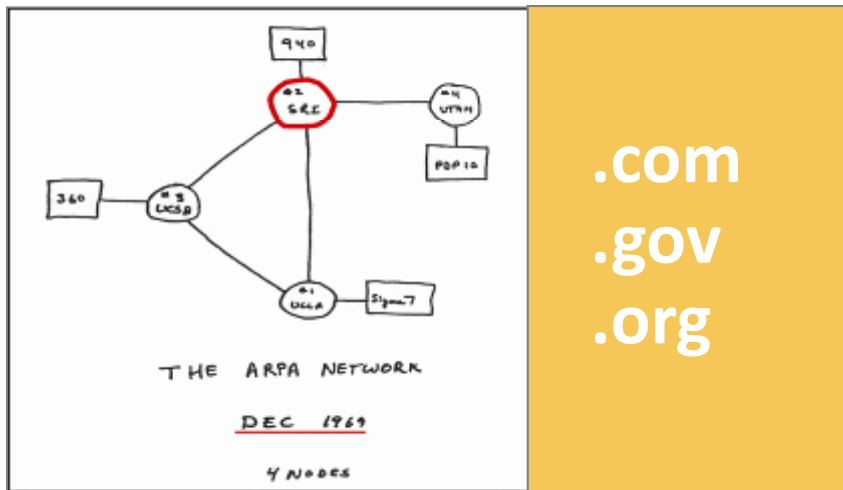 940
#2
SRI
#4
UTAH
PDP 10
360
#3
UCSB
#1
UCLA
Sigma 7
THE ARPA NETWORK
DEC 1969
4 NODES
.com
.gov
.org